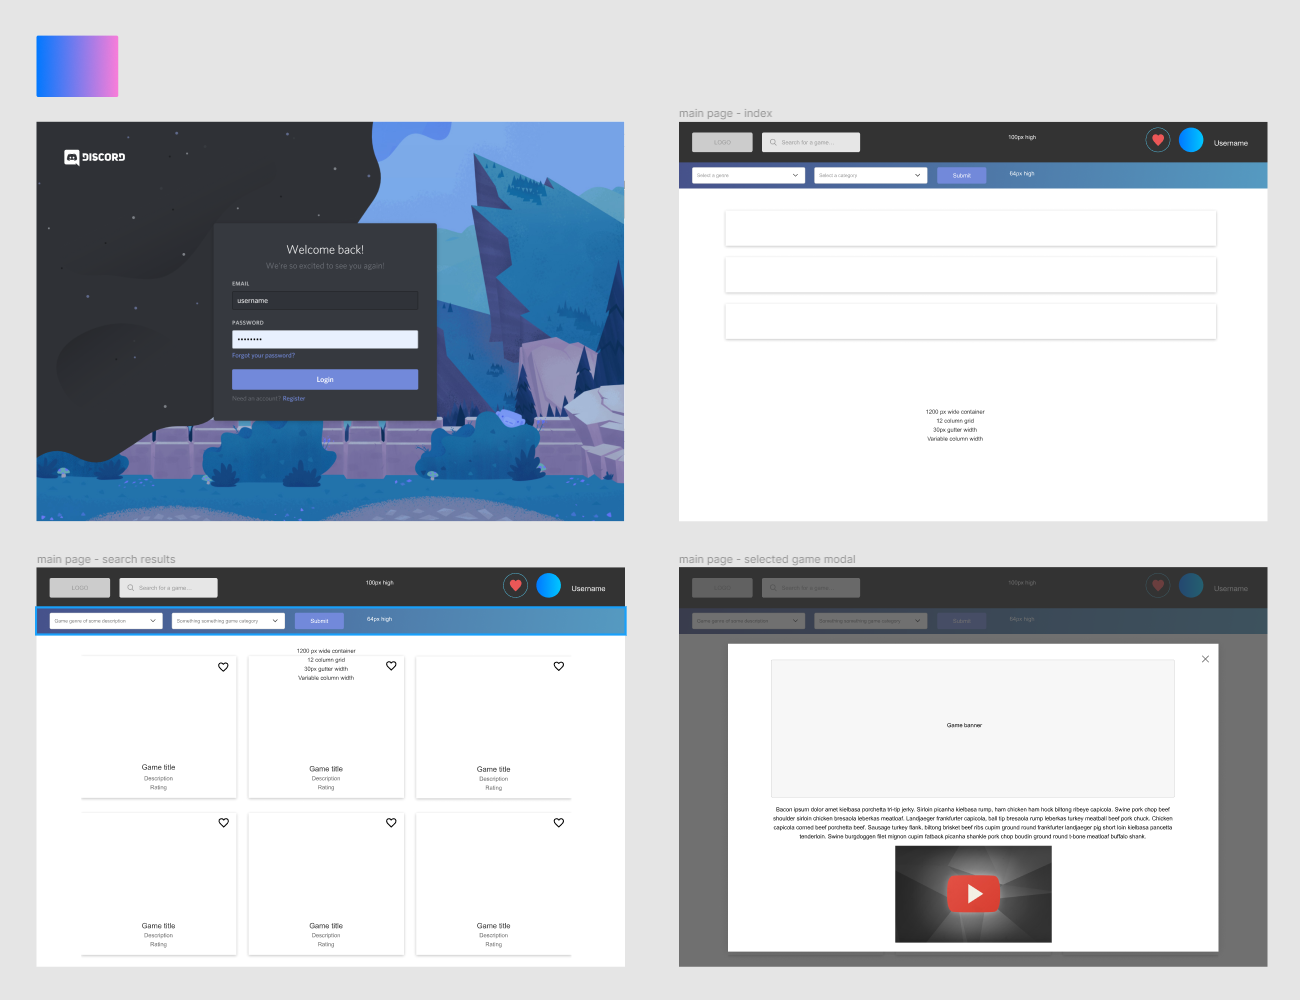 DISCORD
Welcome back!
We're so excited to see you again!
EMAIL
username
PASSWORD
Forgot your password?
Login
Need an account? Register
main page - index
LOGO
Search for a game...
100px high
Username
Select a genre
Select a category
Submit
64px high
1200 px wide container
12 column grid
30px gutter width
Variable column width
main page - search results
LOGO
Search for a game...
100px high
Username
Game genre of some description
Something something game category
Submit
64px high
1200 px wide container
12 column grid
30px gutter width
Variable column width
Game title
Description
Rating
Game title
Description
Rating
Game title
Description
Rating
Game title
Description
Rating
Game title
Description
Rating
Game title
Description
Rating
main page - selected game modal
LOGO
Search for a game...
100px high
Username
Game genre of some description
Something something game category
Submit
64px high
Game banner
Bacon ipsum dolor amet kielbasa porchetta tri-tip jerky. Sirloin picanha kielbasa rump, ham chicken ham hock biltong ribeye capicola. Swine pork chop beef
shoulder sirloin chicken bresaola leberkas meatloaf. Landjaeger frankfurter capicola, ball tip bresaola rump leberkas turkey meatball beef pork chuck. Chicken
capicola corned beef porchetta beef. Sausage turkey flank, biltong brisket beef ribs cupim ground round frankfurter landjaeger pig short loin kielbasa pancetta
tenderloin. Swine burgdoggen filet mignon cupim fatback picanha shankle pork chop boudin ground round t-bone meatloaf buffalo shank.